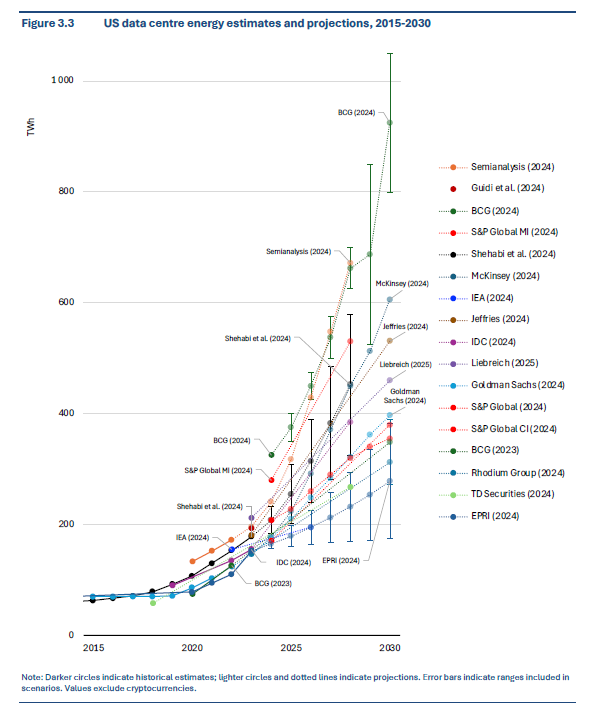 Figure 3.3 US data centre energy estimates and projections, 2015-2030
TWh
1 000
800
600
400
200
0
2015
2020
2025
2030
BCG (2024)
Semianalysis (2024)
McKinsey (2024)
Jeffries (2024)
Shehabi et al. (2024)
Liebreich (2025)
Goldman
Sachs (2024)
BCG (2024)
S&P Global MI (2024)
Shehabi et al. (2024)
IEA (2024)
IDC (2024)
EPRI (2024)
BCG (2023)
Semianalysis (2024)
Guidi et al. (2024)
BCG (2024)
S&P Global MI (2024)
Shehabi et al. (2024)
McKinsey (2024)
IEA (2024)
Jeffries (2024)
IDC (2024)
Liebreich (2025)
Goldman Sachs (2024)
S&P Global (2024)
S&P Global CI (2024)
BCG (2023)
Rhodium Group (2024)
TD Securities (2024)
EPRI (2024)
Note: Darker circles indicate historical estimates; lighter circles and dotted lines indicate projections. Error bars indicate ranges included in
scenarios. Values exclude cryptocurrencies.